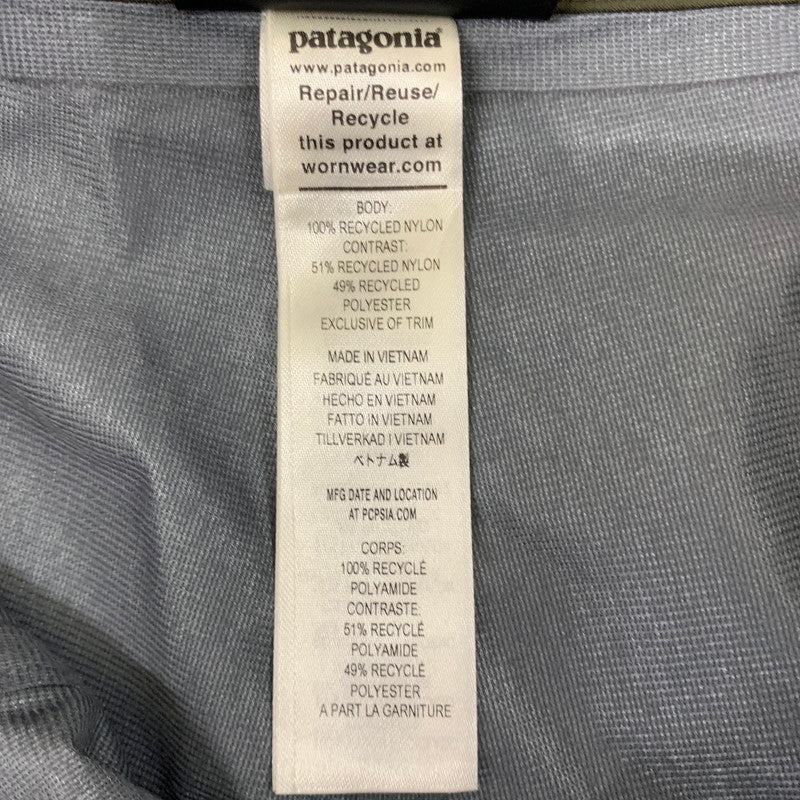 patagonia®
www.patagonia.com
Repair/Reuse/
Recycle
this product at
wornwear.com
BODY:
100% RECYCLED NYLON
CONTRAST:
51% RECYCLED NYLON
49% RECYCLED
POLYESTER
EXCLUSIVE OF TRIM
MADE IN VIETNAM
FABRIQUÉ AU VIETNAM
HECHO EN VIETNAM
FATTO IN VIETNAM
TILLVERKAD I VIETNAM
ベトナム製
MFG DATE AND LOCATION
AT PCPSIA.COM
CORPS:
100% RECYCLÉ
POLYAMIDE
CONTRASTE:
51% RECYCLÉ
POLYAMIDE
49% RECYCLÉ
POLYESTER
A PART LA GARNITURE